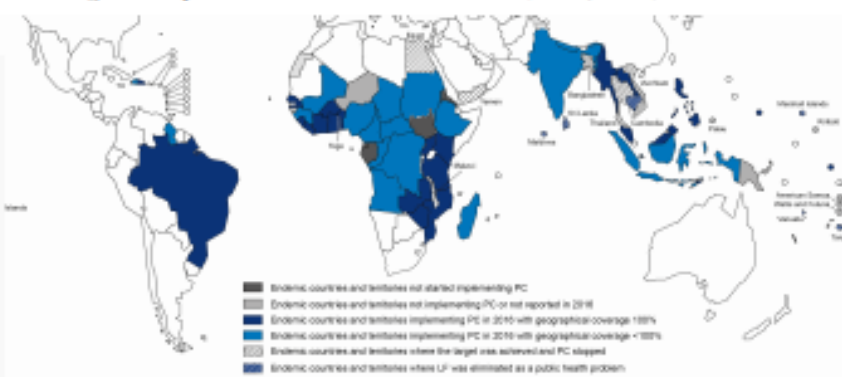 Egypt
Yemen
Togo
Malawi
Bangladesh
Sri Lanka
Thailand
Cambodia
Maldives
Palau
Marshall Islands
Kiribati
American Samoa,
Wallis and Futuna,
Vanuatu
Islands
Endemic countries and territories not started implementing PC
Endemic countries and territories not implementing PC or not reported in 2016
Endemic countries and territories implementing PC in 2016 with geographical coverage 100%
Endemic countries and territories implementing PC in 2016 with geographical coverage <100%
Endemic countries and territories where the target was achieved and PC stopped
Endemic countries and territories where LF was eliminated as a public health problem